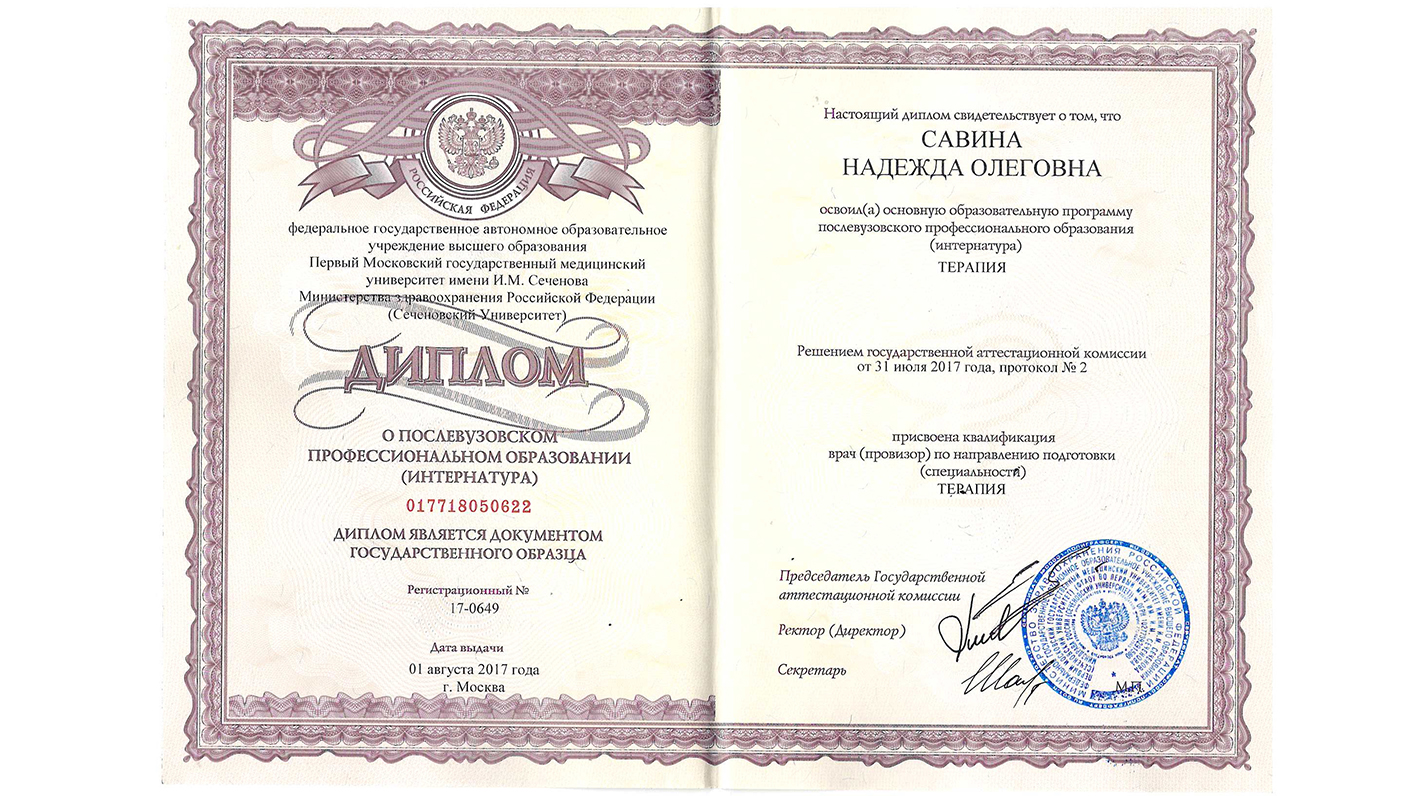 РОССИЙСКАЯ ФЕДЕРАЦИЯ
федеральное государственное автономное образовательное
учреждение высшего образования
Первый Московский государственный медицинский
университет имени И.М. Сеченова
Министерства здравоохранения Российской Федерации
(Сеченовский Университет)
ДИПЛОМ
О ПОСЛЕВУЗОВСКОМ
ПРОФЕССИОНАЛЬНОМ ОБРАЗОВАНИИ
(ИНТЕРНАТУРА)
017718050622
ДИПЛОМ ЯВЛЯЕТСЯ ДОКУМЕНТОМ
ГОСУДАРСТВЕННОГО ОБРАЗЦА
Регистрационный №
17-0649
Дата выдачи
01 августа 2017 года
г. Москва
Настоящий диплом свидетельствует о том, что
САВИНА
НАДЕЖДА ОЛЕГОВНА
освоил(а) основную образовательную программу
послевузовского профессионального образования
(интернатура)
ТЕРАПИЯ
Решением государственной аттестационной комиссии
от 31 июля 2017 года, протокол № 2
присвоена квалификация
врач (провизор) по направлению подготовки
(специальности)
ТЕРАПИЯ
Председатель Государственной
аттестационной комиссии
Ректор (Директор)
Секретарь
М.П.
МИНИСТЕРСТВО ЗДРАВООХРАНЕНИЯ РОССИЙСКОЙ ФЕДЕРАЦИИ